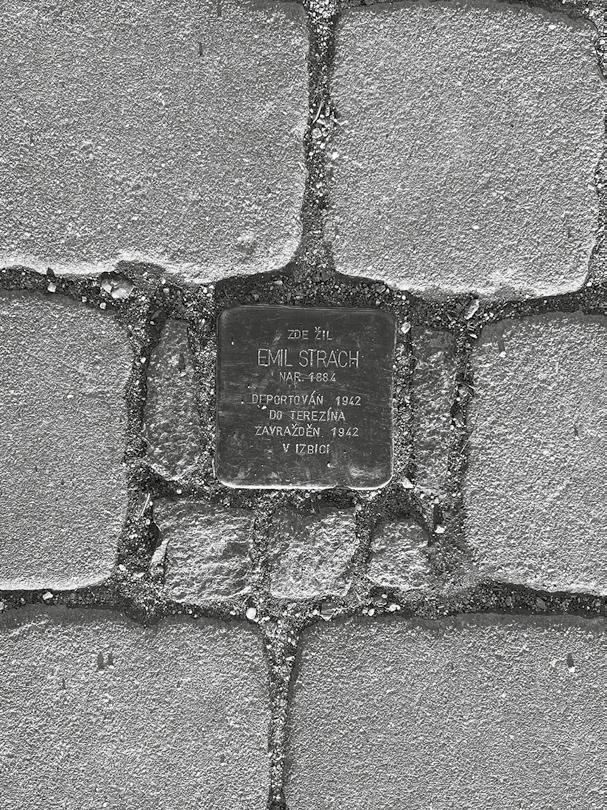 ZDE ŽIL
EMIL STRACH
NAR. 1884
DEPORTOVÁN 1942
DO TEREZÍNA
ZAVRAŽDĚN 1942
V IZBICI